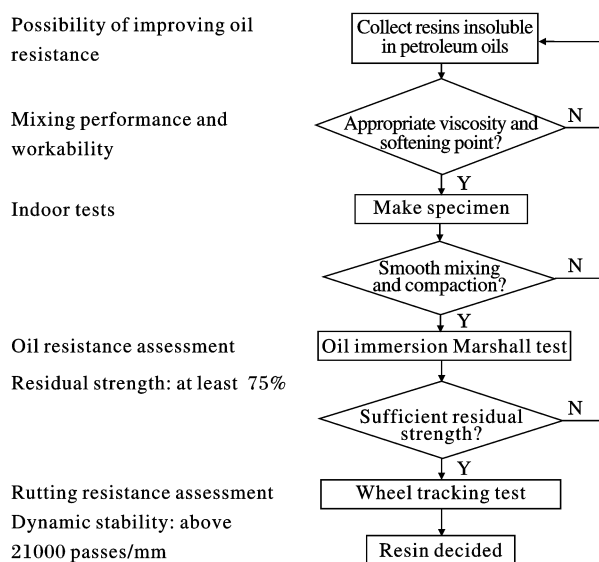 Possibility of improving oil
resistance
Collect resins insoluble
in petroleum oils
Mixing performance and
workability
Appropriate viscosity and
softening point?
N
Y
Indoor tests
Make specimen
Smooth mixing
and compaction?
N
Y
Oil resistance assessment
Oil immersion Marshall test
Residual strength: at least 75%
Sufficient residual
strength?
N
Y
Rutting resistance assessment
Wheel tracking test
Dynamic stability: above
21000 passes/mm
Resin decided